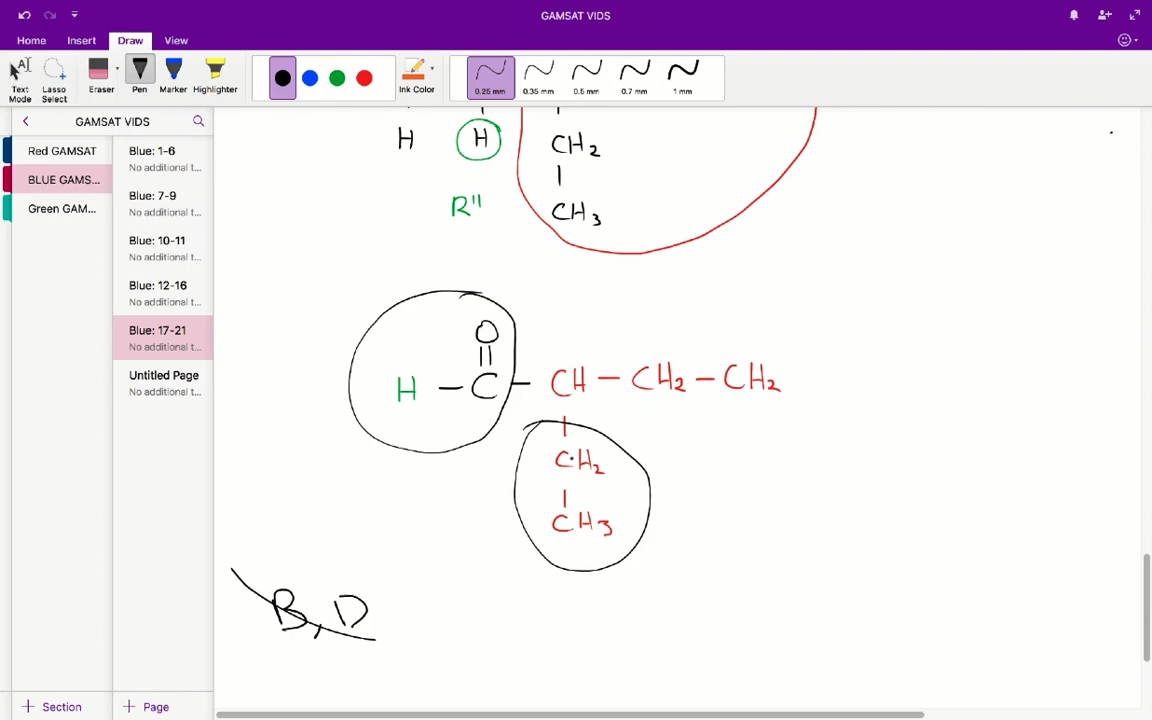 GAMSAT VIDS
Home Insert Draw View
Text Mode
Lasso Select
Eraser
Pen
Marker
Highlighter
Ink Color
0.25 mm
0.35 mm
0.5 mm
0.7 mm
1 mm
GAMSAT VIDS
Red GAMSAT
BLUE GAMS...
Green GAM...
Blue: 1-6
No additional t...
Blue: 7-9
No additional t...
Blue: 10-11
No additional t...
Blue: 12-16
No additional t...
Blue: 17-21
No additional t...
Untitled Page
No additional t...
+ Section
+ Page
H H CH2
R" CH3
O
H — C — CH — CH2 — CH2
CH2
CH3
B, D